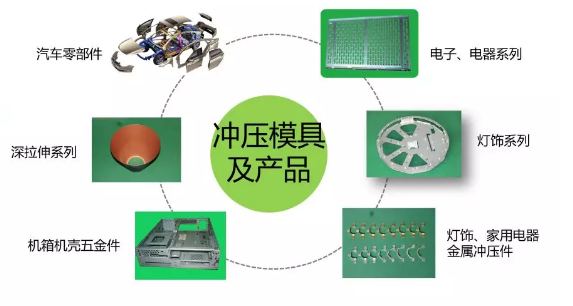 汽车零部件
电子、电器系列
冲压模具
及产品
深拉伸系列
灯饰系列
机箱机壳五金件
灯饰、家用电器
金属冲压件